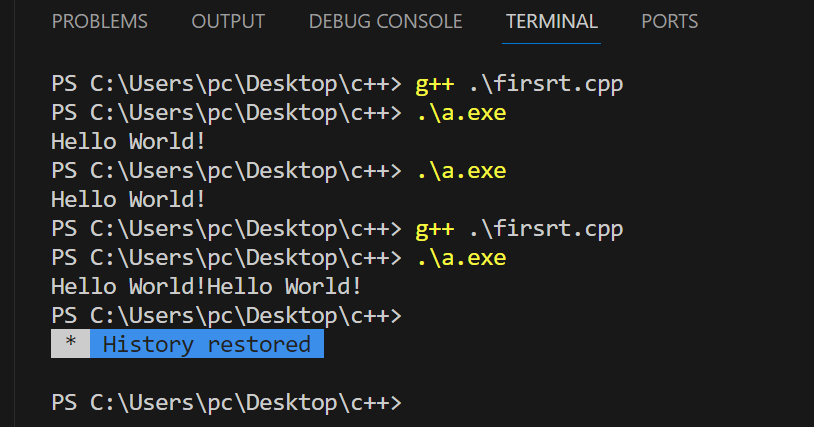 PROBLEMS OUTPUT DEBUG CONSOLE TERMINAL PORTS
PS C:\Users\pc\Desktop\c++> g++ .\firsrt.cpp
PS C:\Users\pc\Desktop\c++> .\a.exe
Hello World!
PS C:\Users\pc\Desktop\c++> .\a.exe
Hello World!
PS C:\Users\pc\Desktop\c++> g++ .\firsrt.cpp
PS C:\Users\pc\Desktop\c++> .\a.exe
Hello World!Hello World!
PS C:\Users\pc\Desktop\c++>
* History restored
PS C:\Users\pc\Desktop\c++>